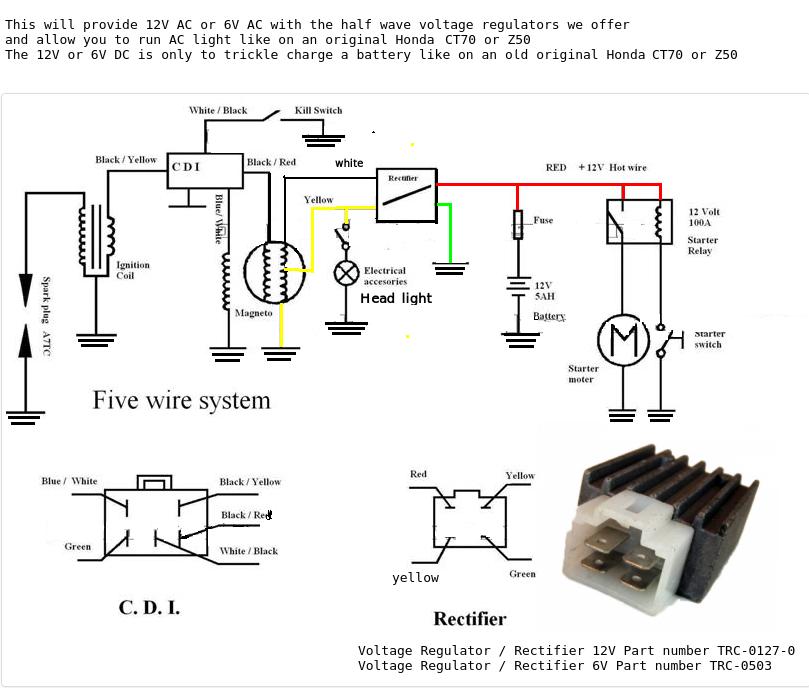 This will provide 12V AC or 6V AC with the half wave voltage regulators we offer
and allow you to run AC light like on an original Honda CT70 or Z50
The 12V or 6V DC is only to trickle charge a battery like on an old original Honda CT70 or Z50
White / Black
Kill Switch
Black / Yellow
C D I
Black / Red
white
Rectifier
RED +12V Hot wire
Blue/ White
Yellow
Fuse
12 Volt
100A
Starter
Relay
Ignition
Coil
Spark plug A7TC
Magneto
Electrical
accesories
Head light
12V
5AH
Battery
Starter
switch
Starter
moter
Five wire system
Blue / White
Black / Yellow
Black / Red
Green
White / Black
C. D. I.
Red
Yellow
yellow
Green
Rectifier
Voltage Regulator / Rectifier 12V Part number TRC-0127-0
Voltage Regulator / Rectifier 6V Part number TRC-0503